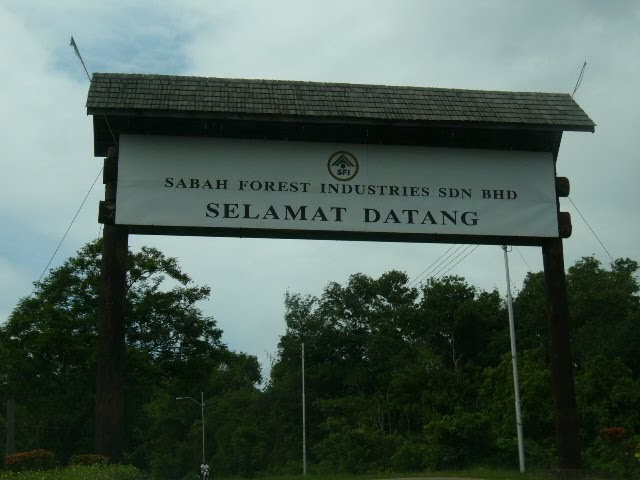 SFI
SABAH FOREST INDUSTRIES SDN BHD
SELAMAT DATANG